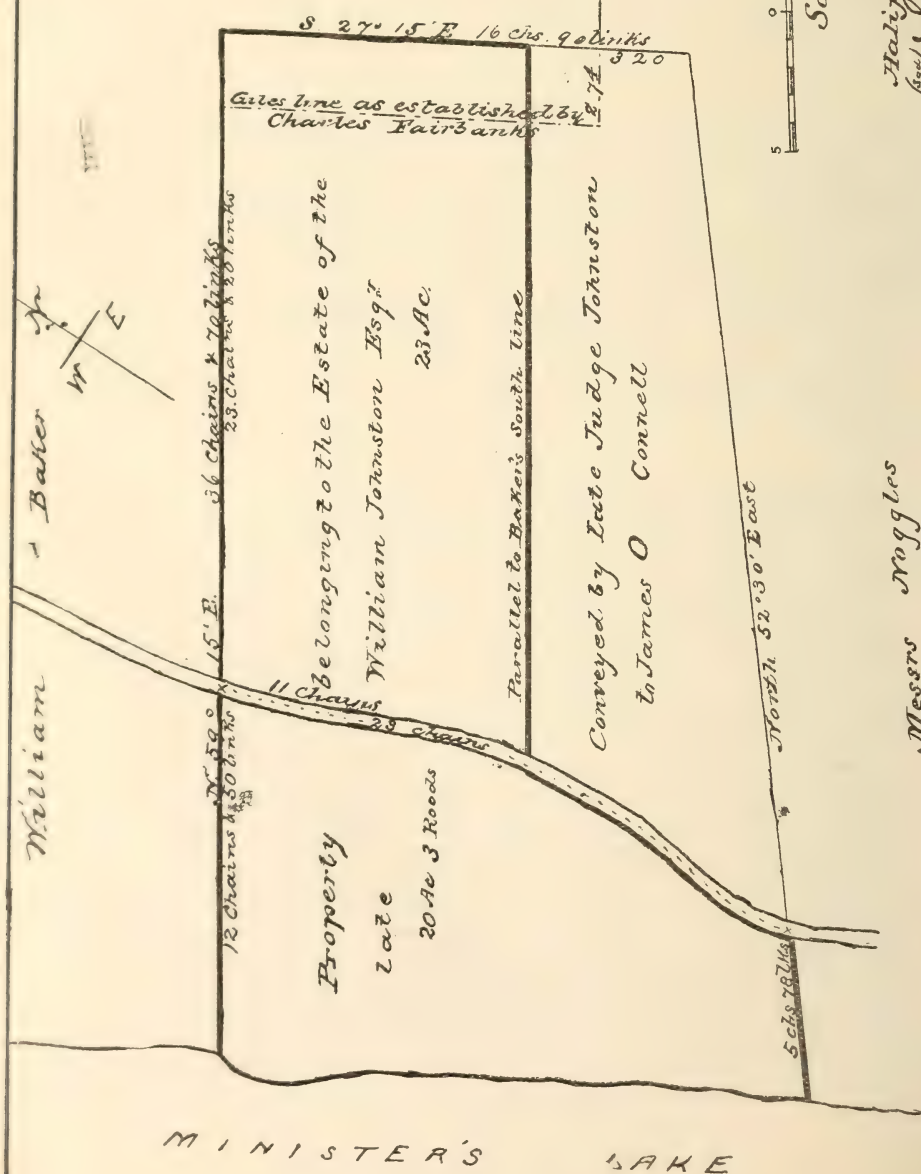 S 27° 15' E 16 chs. 90 links
3 20
2.74
Giles line as established by
Charles Fairbanks
William Baker
N
W E
36 Chains & 70 links
23. Chains & 20 links
N 59° 15' E.
12 Chains & 50 links
Property belonging to the Estate of the
late William Johnston Esqr
20 Ac 3 Roods
23 Ac.
11 Chains
23 chains
Parallel to Baker's South line
Conveyed by Late Judge Johnston
to James O Connell
North 52° 30' East
5 chs 78 lks
Messrs Noggles
MINISTER'S LAKE
5 0
Sc
Halif